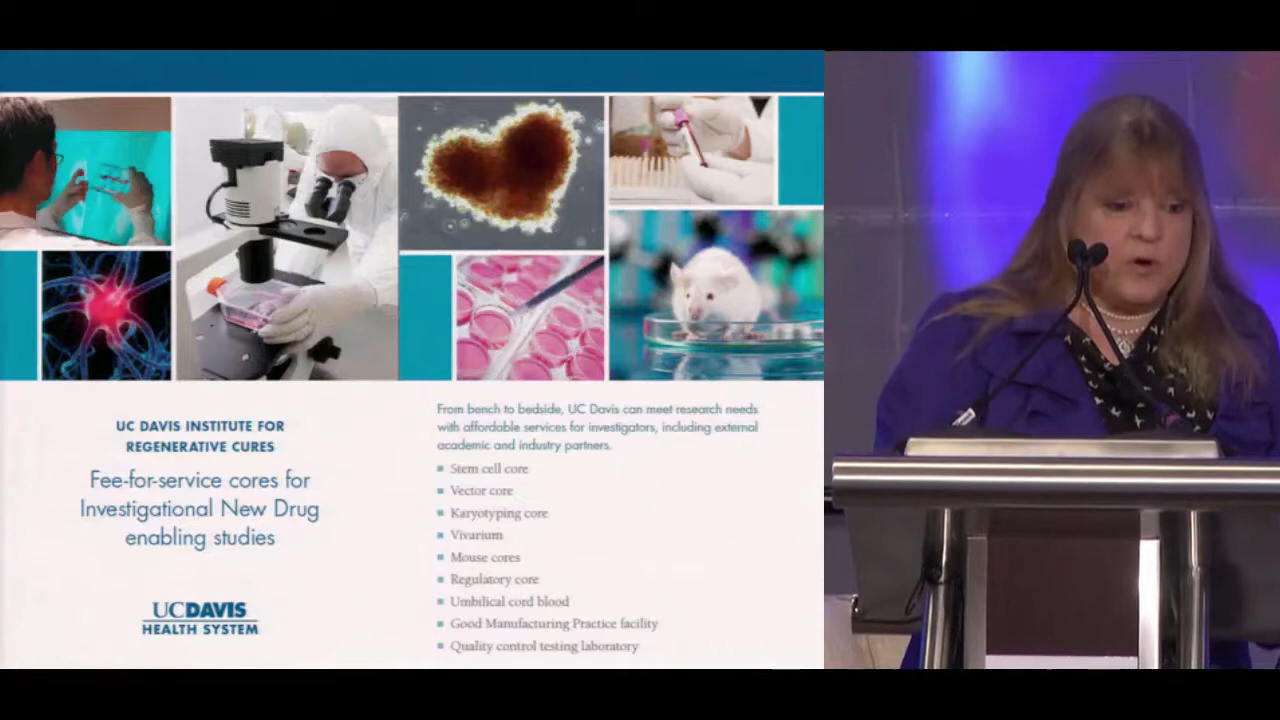 UC DAVIS INSTITUTE FOR
REGENERATIVE CURES
Fee-for-service cores for
Investigational New Drug
enabling studies
UCDAVIS
HEALTH SYSTEM
From bench to bedside, UC Davis can meet research needs
with affordable services for investigators, including external
academic and industry partners.
Stem cell core
Vector core
Karyotyping core
Vivarium
Mouse cores
Regulatory core
Umbilical cord blood
Good Manufacturing Practice facility
Quality control testing laboratory